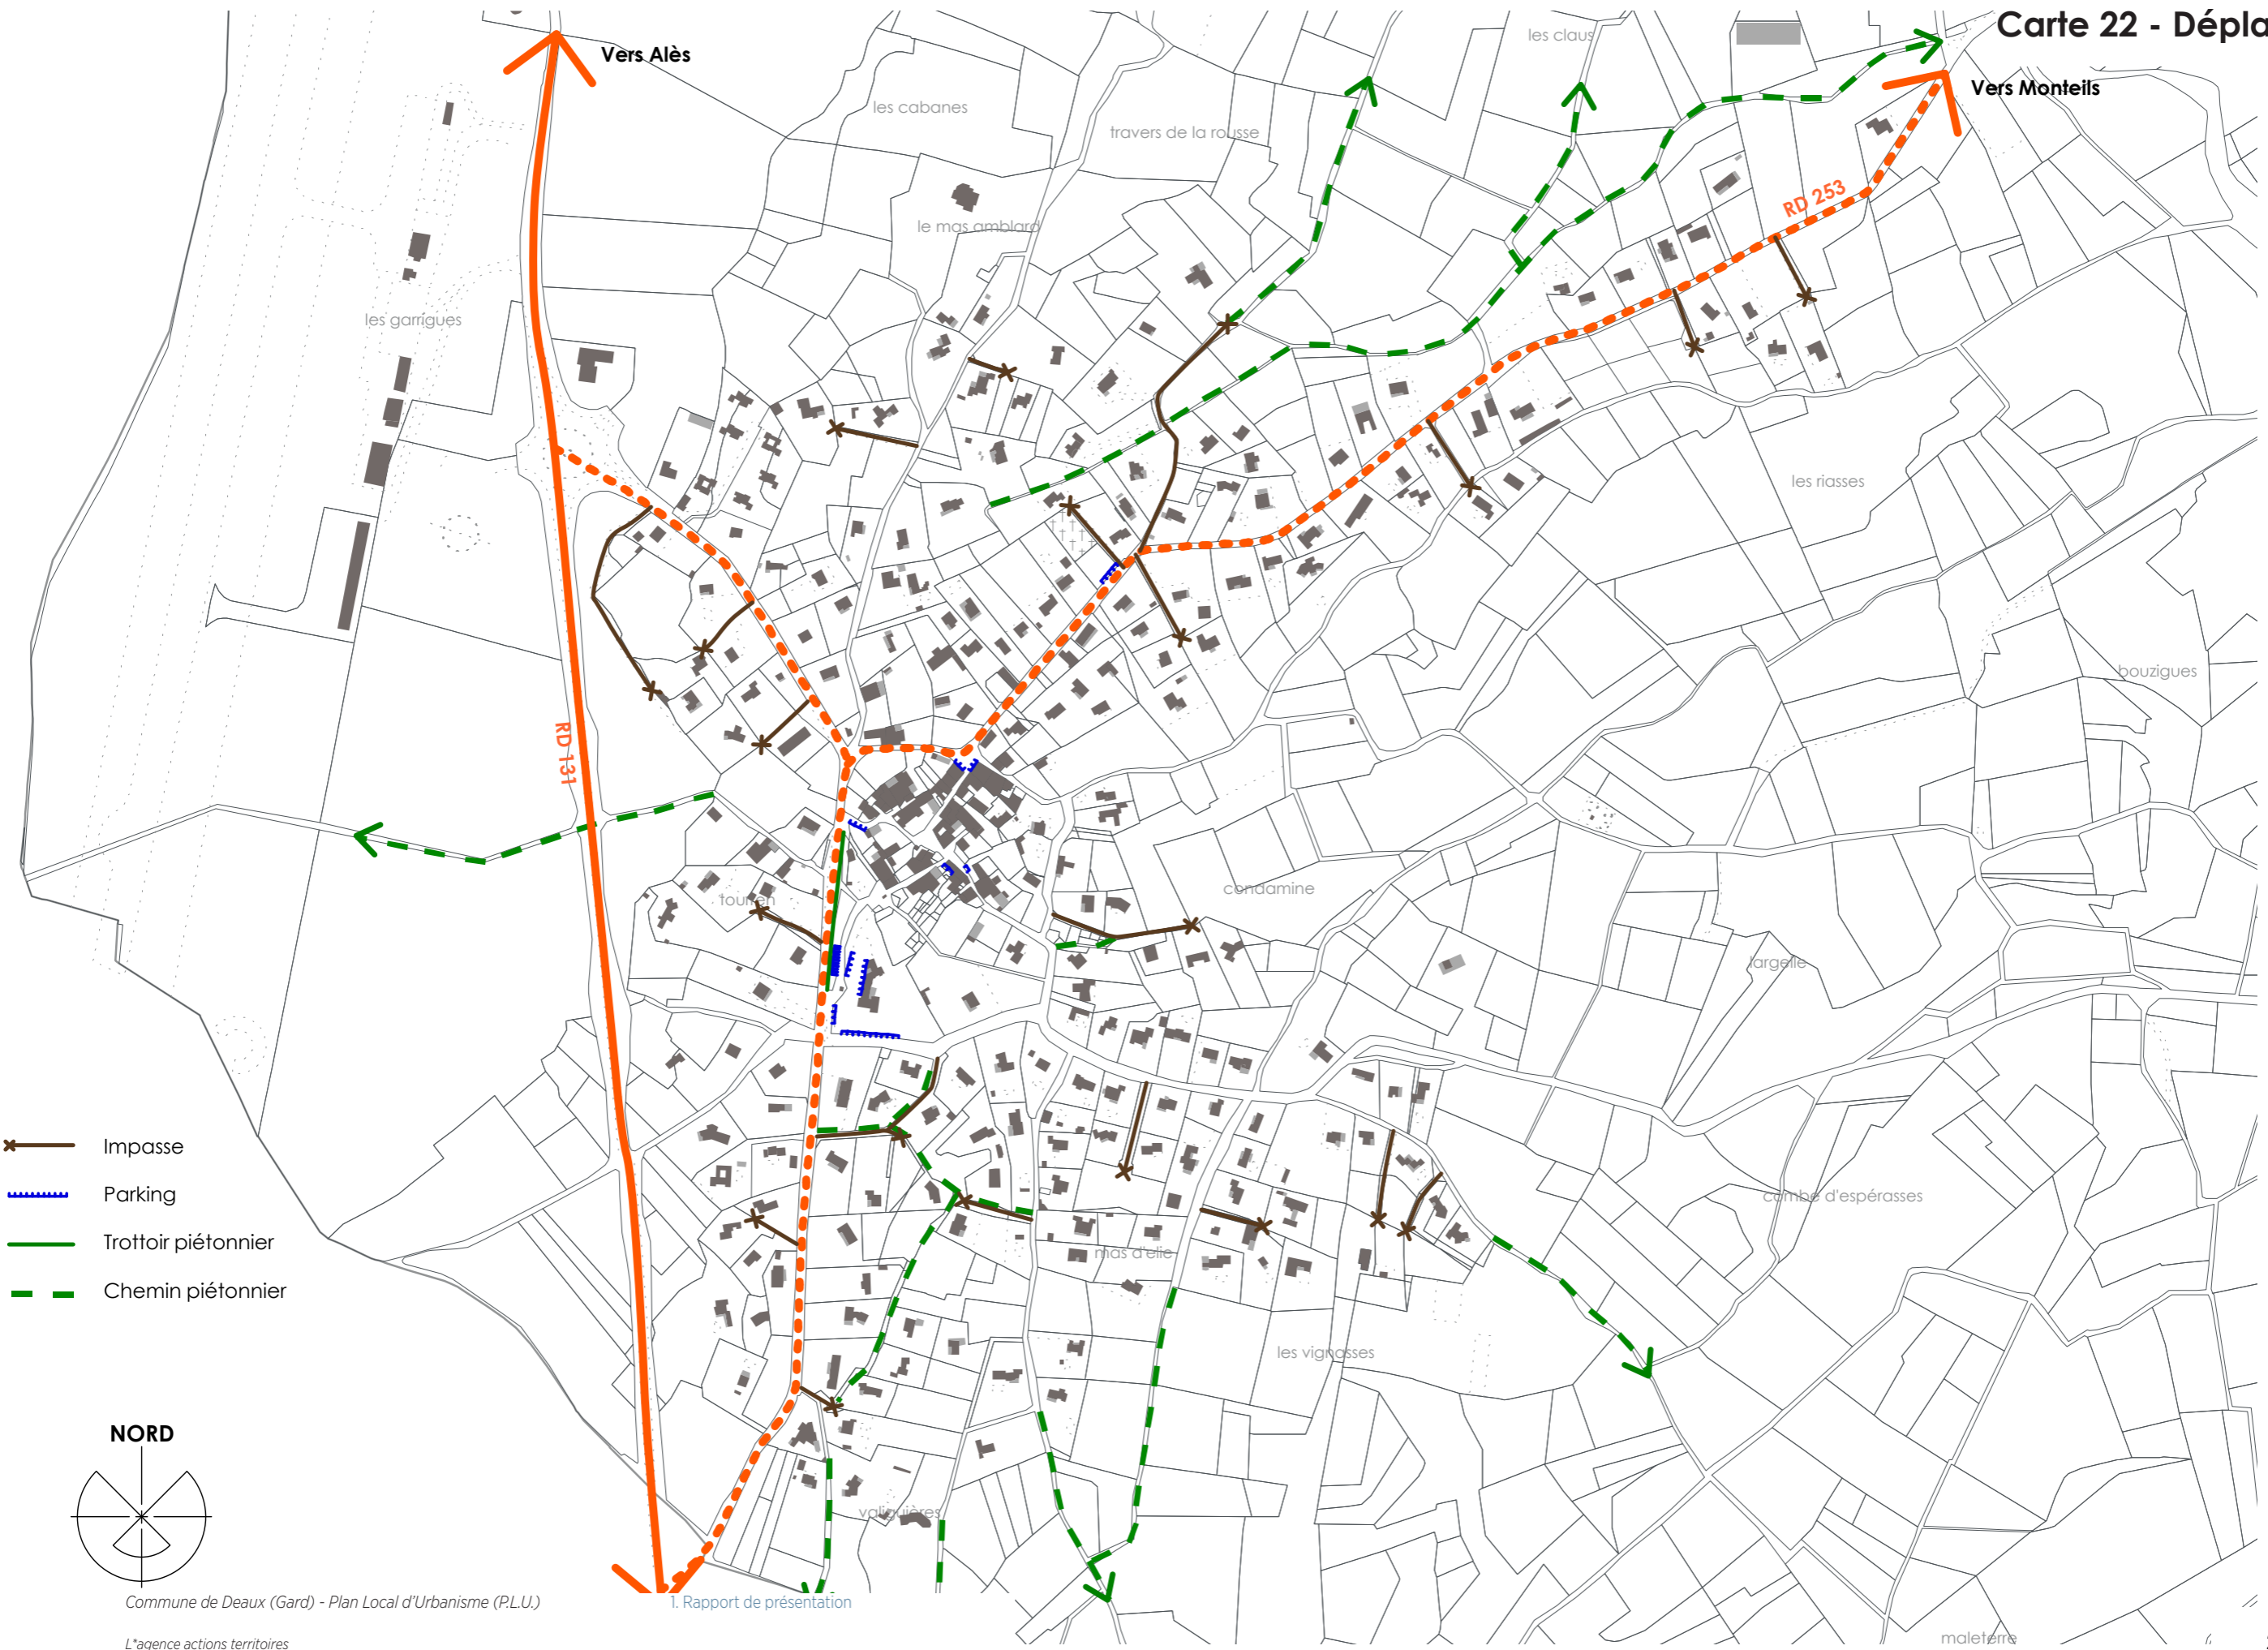 Carte 22 - Dépla
Vers Alès
les claus
Vers Monteils
les cabanes
travers de la rousse
RD 253
le mas amblard
les garrigues
les riasses
bouzigues
RD 131
condamine
tourren
largelle
Impasse
Parking
combe d'espérasses
Trottoir piétonnier
mas d'elie
Chemin piétonnier
les vignasses
NORD
valiguières
Commune de Deaux (Gard) - Plan Local d'Urbanisme (P.L.U.)
1. Rapport de présentation
maleterre
L*agence actions territoires